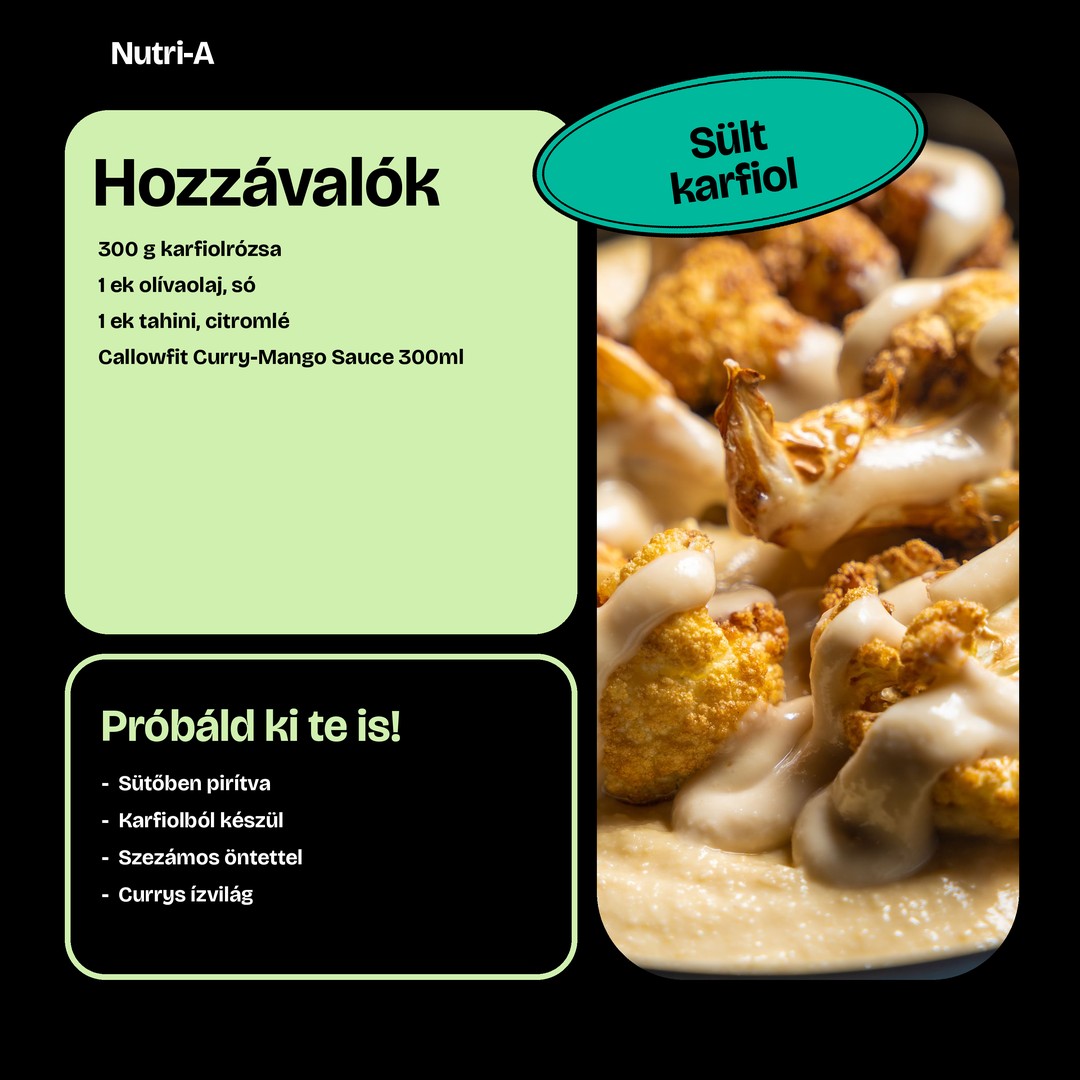 Nutri-A
Sült
karfiol
Hozzávalók
300 g karfiolrózsa
1 ek olívaolaj, só
1 ek tahini, citromlé
Callowfit Curry-Mango Sauce 300ml
Próbáld ki te is!
- Sütőben pirítva
- Karfiolból készül
- Szezámos öntettel
- Currys ízvilág